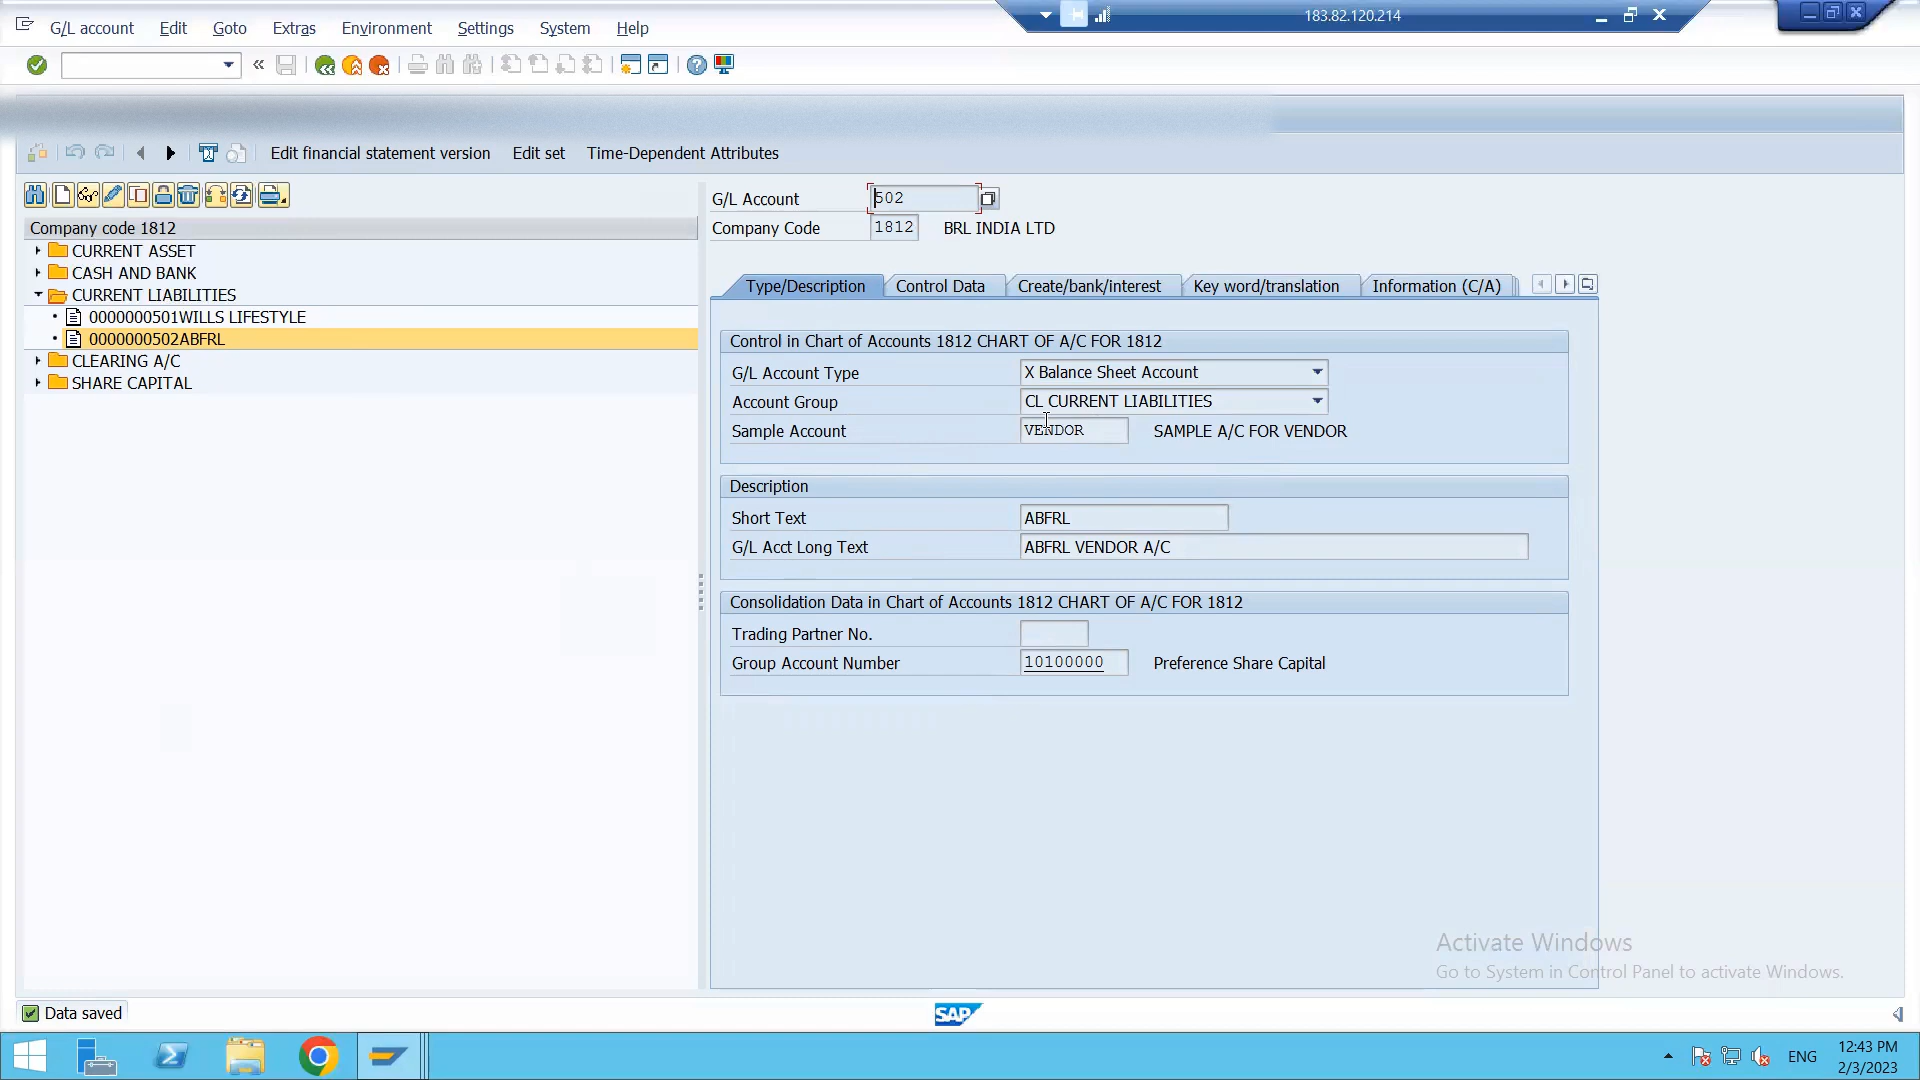 183.82.120.214
G/L account Edit Goto Extras Environment Settings System Help
Edit financial statement version Edit set Time-Dependent Attributes
Company code 1812
CURRENT ASSET
CASH AND BANK
CURRENT LIABILITIES
0000000501WILLS LIFESTYLE
0000000502ABFRL
CLEARING A/C
SHARE CAPITAL
G/L Account 502
Company Code 1812 BRL INDIA LTD
Type/Description Control Data Create/bank/interest Key word/translation Information (C/A)
Control in Chart of Accounts 1812 CHART OF A/C FOR 1812
G/L Account Type X Balance Sheet Account
Account Group CL CURRENT LIABILITIES
Sample Account VENDOR SAMPLE A/C FOR VENDOR
Description
Short Text ABFRL
G/L Acct Long Text ABFRL VENDOR A/C
Consolidation Data in Chart of Accounts 1812 CHART OF A/C FOR 1812
Trading Partner No.
Group Account Number 10100000 Preference Share Capital
Activate Windows
Go to System in Control Panel to activate Windows.
Data saved
SAP
ENG
12:43 PM
2/3/2023